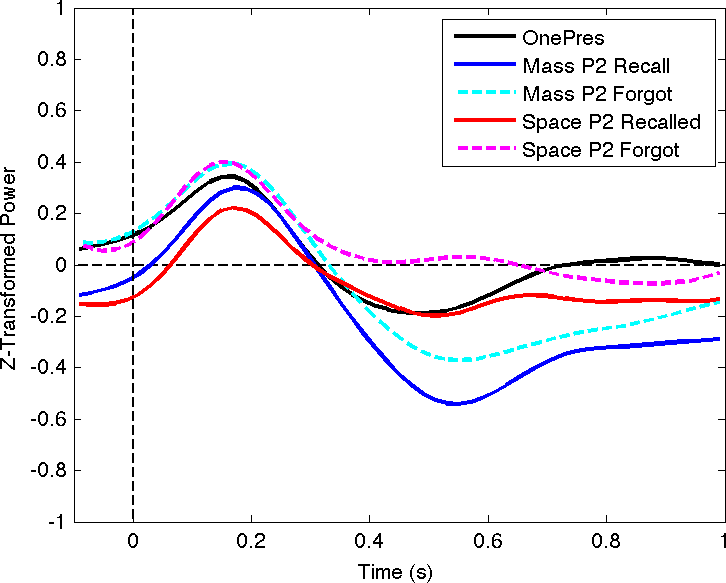 OnePres
Mass P2 Recall
Mass P2 Forgot
Space P2 Recalled
Space P2 Forgot
Z-Transformed Power
1
0.8
0.6
0.4
0.2
0
-0.2
-0.4
-0.6
-0.8
-1
0 0.2 0.4 0.6 0.8 1
Time (s)